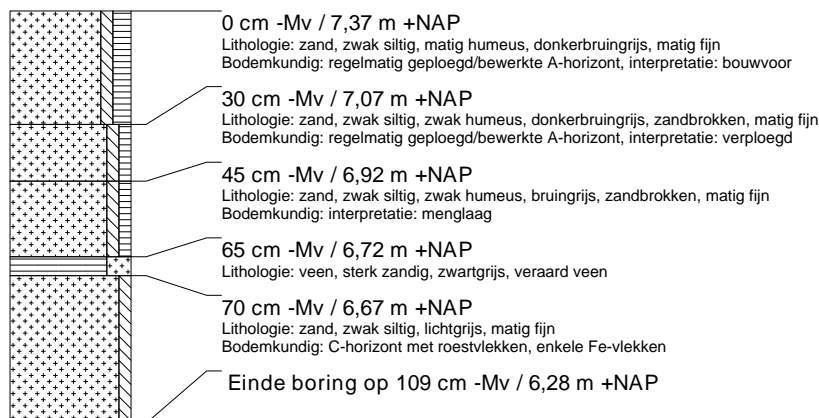 0 cm -Mv / 7,37 m +NAP
Lithologie: zand, zwak siltig, matig humeus, donkerbruingrijs, matig fijn
Bodemkundig: regelmatig geploegd/bewerkte A-horizont, interpretatie: bouwvoor
30 cm -Mv / 7,07 m +NAP
Lithologie: zand, zwak siltig, zwak humeus, donkerbruingrijs, zandbrokken, matig fijn
Bodemkundig: regelmatig geploegd/bewerkte A-horizont, interpretatie: verploegd
45 cm -Mv / 6,92 m +NAP
Lithologie: zand, zwak siltig, zwak humeus, bruingrijs, zandbrokken, matig fijn
Bodemkundig: interpretatie: menglaag
65 cm -Mv / 6,72 m +NAP
Lithologie: veen, sterk zandig, zwartgrijs, veraard veen
70 cm -Mv / 6,67 m +NAP
Lithologie: zand, zwak siltig, lichtgrijs, matig fijn
Bodemkundig: C-horizont met roestvlekken, enkele Fe-vlekken
Einde boring op 109 cm -Mv / 6,28 m +NAP